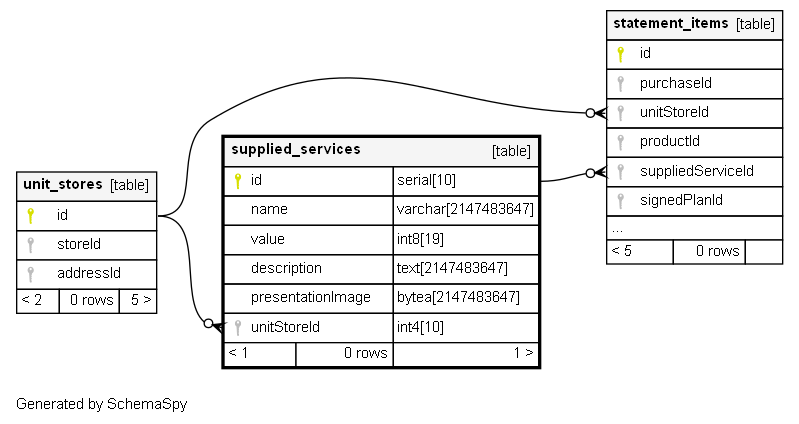 unit_stores [table]
id
storeId
addressId
< 2 0 rows 5 >
supplied_services [table]
id serial[10]
name varchar[2147483647]
value int8[19]
description text[2147483647]
presentationImage bytea[2147483647]
unitStoreId int4[10]
< 1 0 rows 1 >
statement_items [table]
id
purchaseId
unitStoreId
productId
suppliedServiceId
signedPlanId
...
< 5 0 rows
Generated by SchemaSpy